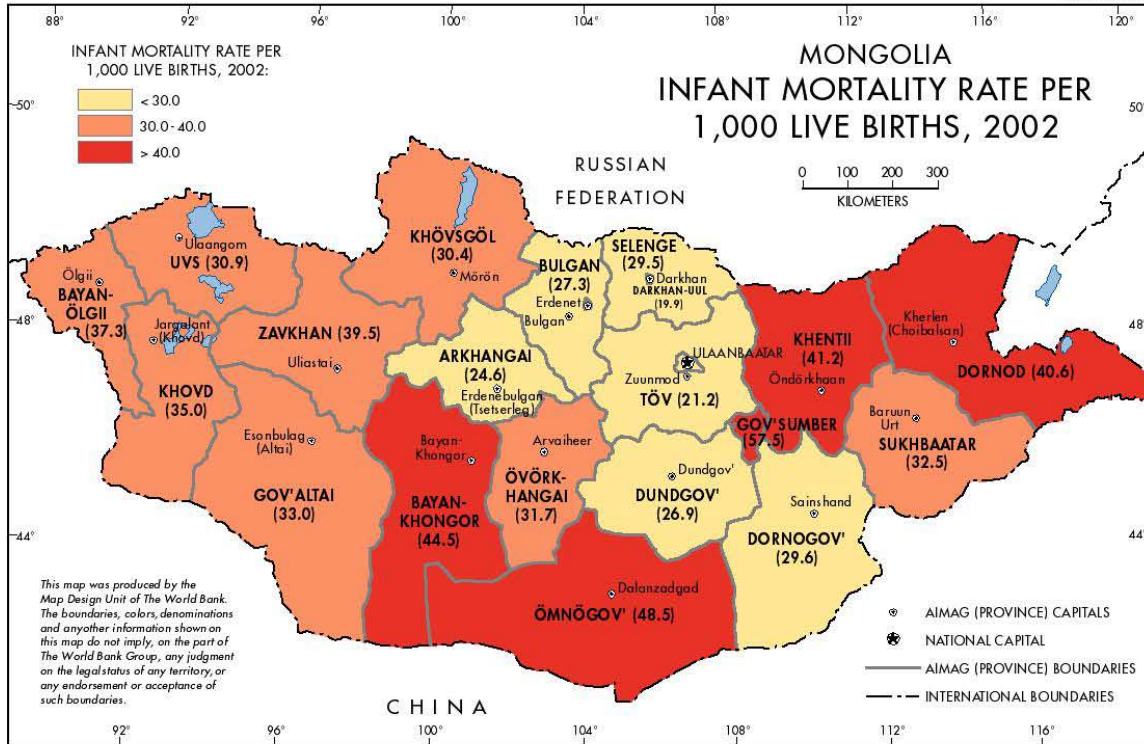 88°
92°
96°
100°
104°
108°
112°
116°
120°
INFANT MORTALITY RATE PER
1,000 LIVE BIRTHS, 2002:
< 30.0
30.0 - 40.0
> 40.0
MONGOLIA
INFANT MORTALITY RATE PER
1,000 LIVE BIRTHS, 2002
0 100 200 300
KILOMETERS
50°
50°
48°
48°
44°
44°
RUSSIAN
FEDERATION
Ulaangom
UVS (30.9)
Ölgii
BAYAN-
ÖLGII
(37.3)
Jargalant
(Khovd)
KHOVD
(35.0)
ZAVKHAN (39.5)
Uliastai
KHÖVSGÖL
(30.4)
Mörön
BULGAN
(27.3)
Erdenet
Bulgan
SELENGE
(29.5)
Darkhan
DARKHAN-UUL
(19.9)
ARKHANGAI
(24.6)
Erdenebulgan
(Tsetserleg)
ULAANBAATAR
Zuunmod
TÖV (21.2)
KHENTII
(41.2)
Öndörkhaan
Kherlen
(Choibalsan)
DORNOD (40.6)
GOV'SUMBER
(57.5)
Baruun
Urt
SUKHBAATAR
(32.5)
Esonbulag
(Altai)
GOV'ALTAI
(33.0)
Bayan-
Khongor
BAYAN-
KHONGOR
(44.5)
Arvaiheer
ÖVÖRK-
HANGAI
(31.7)
Dundgov'
DUNDGOV'
(26.9)
Sainshand
DORNOGOV'
(29.6)
Dalanzadgad
ÖMNÖGOV' (48.5)
This map was produced by the
Map Design Unit of The World Bank.
The boundaries, colors, denominations
and anyother information shown on
this map do not imply, on the part of
The World Bank Group, any judgment
on the legal status of any territory, or
any endorsement or acceptance of
such boundaries.
CHINA
AIMAG (PROVINCE) CAPITALS
NATIONAL CAPITAL
AIMAG (PROVINCE) BOUNDARIES
INTERNATIONAL BOUNDARIES
92°
96°
100°
104°
108°
112°
116°